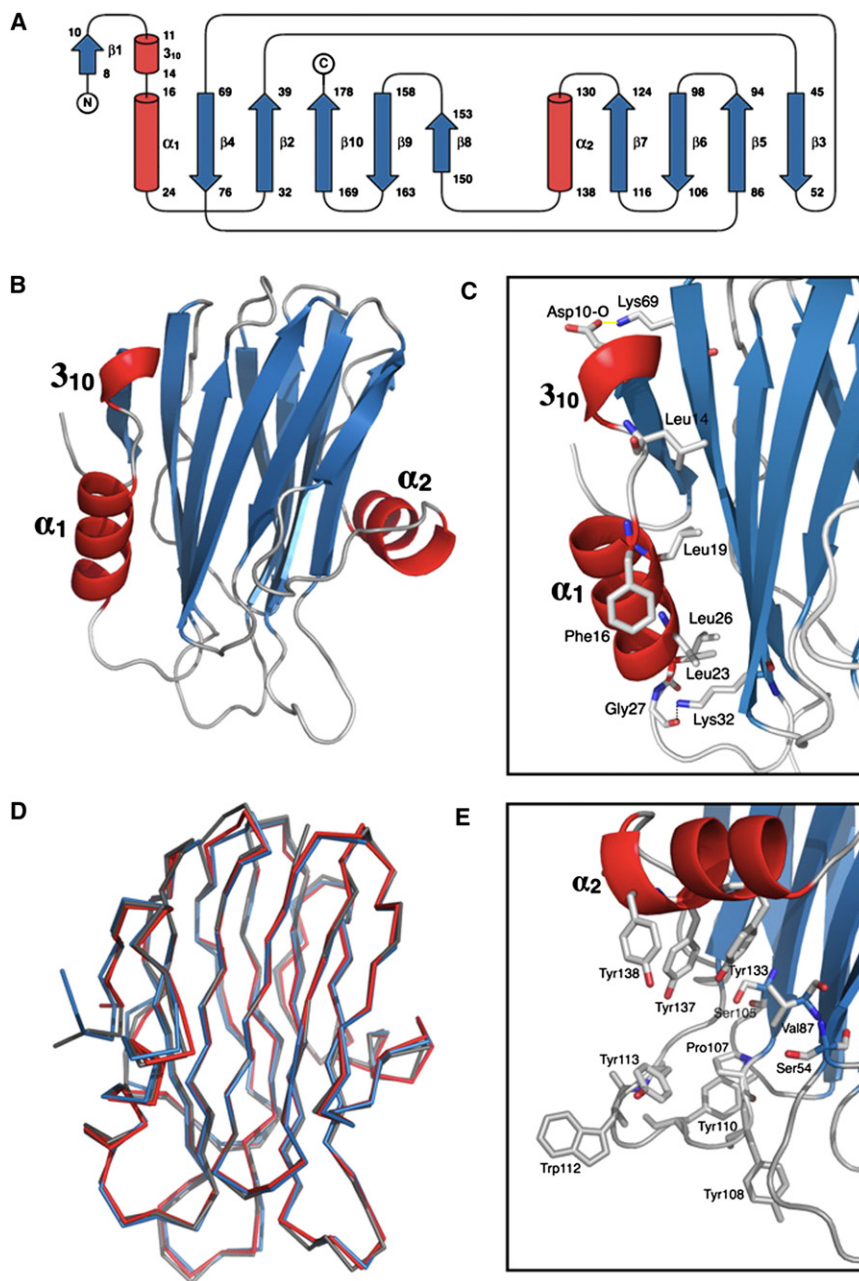 A
10 11 C
β1 3₁₀
8 14
N 16 69 39 178 158 153 130 124 98 94 45
α₁ β4 β2 β10 β9 β8 α₂ β7 β6 β5 β3
24 76 32 169 163 150 138 116 106 86 52
B
3₁₀
α₁
α₂
C
Asp10-O Lys69
3₁₀
Leu14
Leu19
α₁
Phe16
Leu26
Leu23
Gly27
Lys32
D
E
α₂
Tyr138
Tyr133
Tyr137
Ser105
Val87
Pro107
Ser54
Tyr113
Tyr110
Trp112
Tyr108